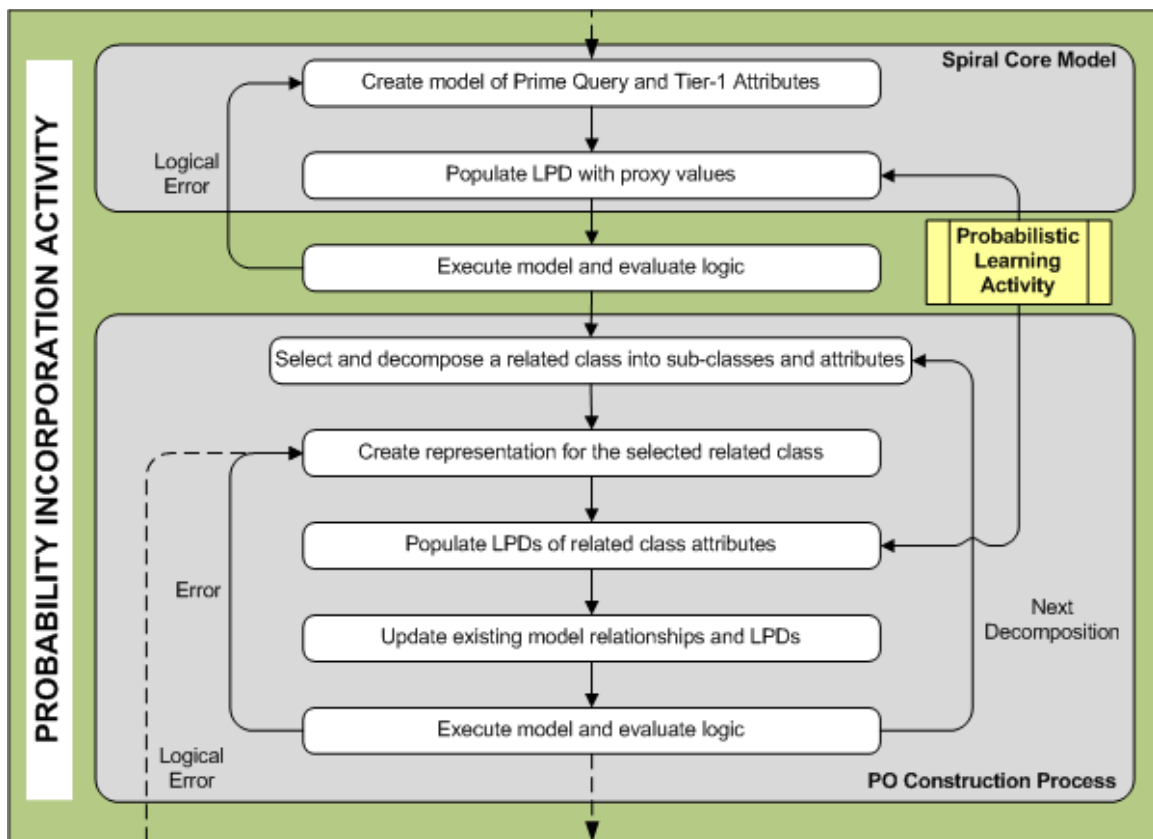 PROBABILITY INCORPORATION ACTIVITY
Spiral Core Model
Create model of Prime Query and Tier-1 Attributes
Logical
Error
Populate LPD with proxy values
Probabilistic
Learning
Activity
Execute model and evaluate logic
Select and decompose a related class into sub-classes and attributes
Create representation for the selected related class
Populate LPDs of related class attributes
Error
Next
Decomposition
Update existing model relationships and LPDs
Execute model and evaluate logic
Logical
Error
PO Construction Process